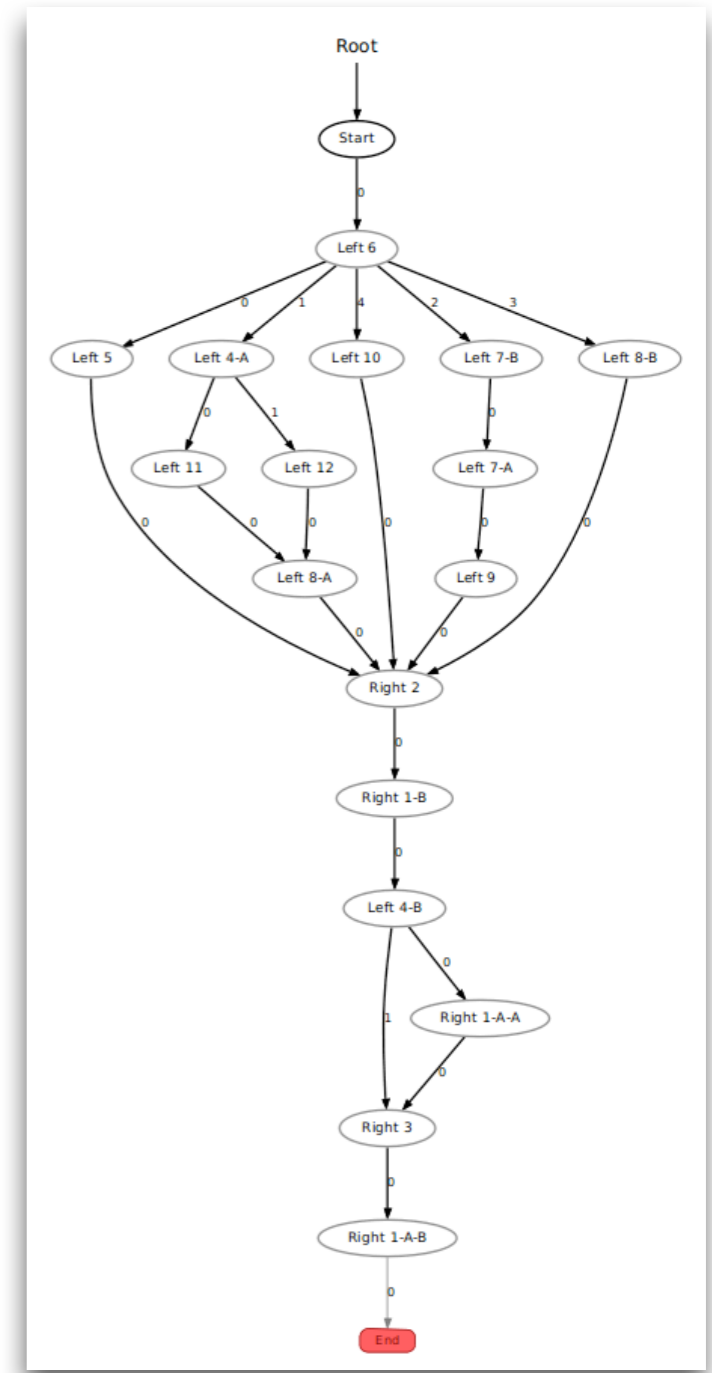 Root
Start
0
Left 6
0 1 4 2 3
Left 5 Left 4-A Left 10 Left 7-B Left 8-B
0 1 0
Left 11 Left 12 Left 7-A
0 0 0 0 0 0
Left 8-A Left 9
0 0
Right 2
0
Right 1-B
0
Left 4-B
0
1 Right 1-A-A
0
Right 3
0
Right 1-A-B
0
End